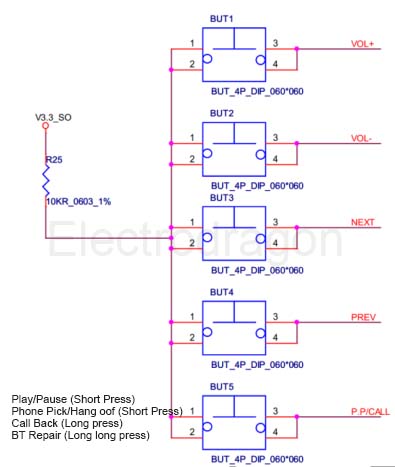 BUT1
1
3
VOL+
2
4
BUT_4P_DIP_060*060
V3.3_SO
BUT2
1
3
VOL-
2
4
BUT_4P_DIP_060*060
R25
10KR_0603_1%
BUT3
1
3
NEXT
2
4
BUT_4P_DIP_060*060
Electrodragon
BUT4
1
3
PREV
2
4
BUT_4P_DIP_060*060
BUT5
1
3
P.P/CALL
2
4
BUT_4P_DIP_060*060
Play/Pause (Short Press)
Phone Pick/Hang oof (Short Press)
Call Back (Long press)
BT Repair (Long long press)